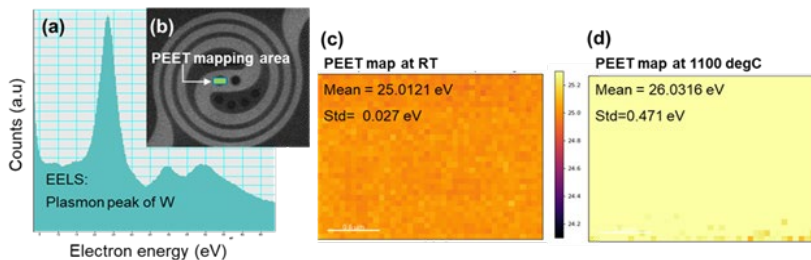 (a)
(b)
PEET mapping area
Counts (a.u)
EELS:
Plasmon peak of W
Electron energy (eV)
(c)
PEET map at RT
Mean = 25.0121 eV
Std= 0.027 eV
25.2
25.0
24.8
24.6
24.4
24.2
(d)
PEET map at 1100 degC
Mean = 26.0316 eV
Std=0.471 eV